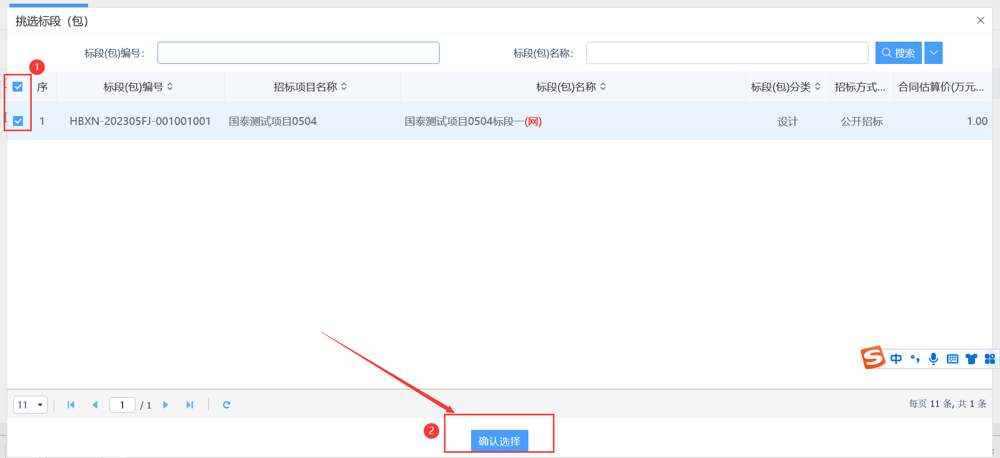 挑选标段（包）
标段(包)编号：
标段(包)名称：
搜索
1
序
标段(包)编号
招标项目名称
标段(包)名称
标段(包)分类
招标方式...
合同估算价(万元...
1
HBXN-202305FJ-001001001
国泰测试项目0504
国泰测试项目0504标段一(网)
设计
公开招标
1.00
中
11
1
/ 1
每页 11 条, 共 1 条
2
确认选择